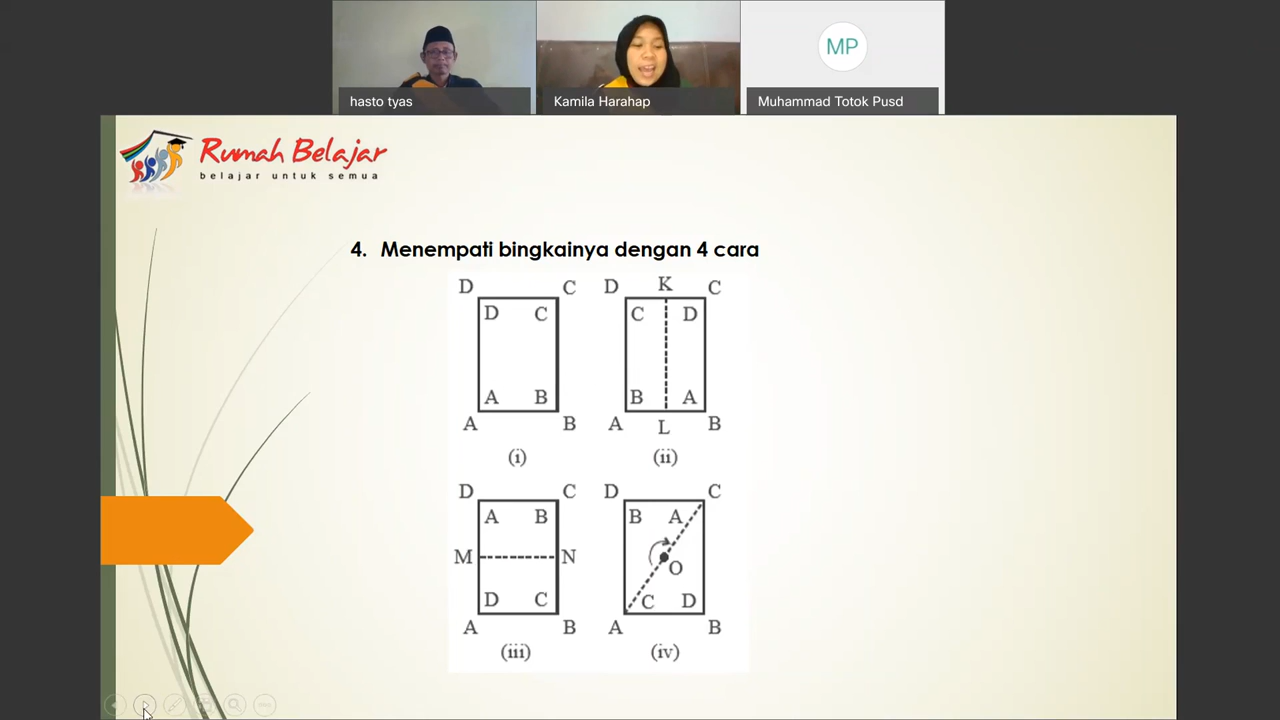 hasto tyas
Kamila Harahap
MP
Muhammad Totok Pusd
Rumah Belajar
belajar untuk semua
4. Menempati bingkainya dengan 4 cara
D C D K C
D C C D
A B B A
A B A L B
(i) (ii)
D C D C
A B B A
M N O
D C C D
A B A B
(iii) (iv)